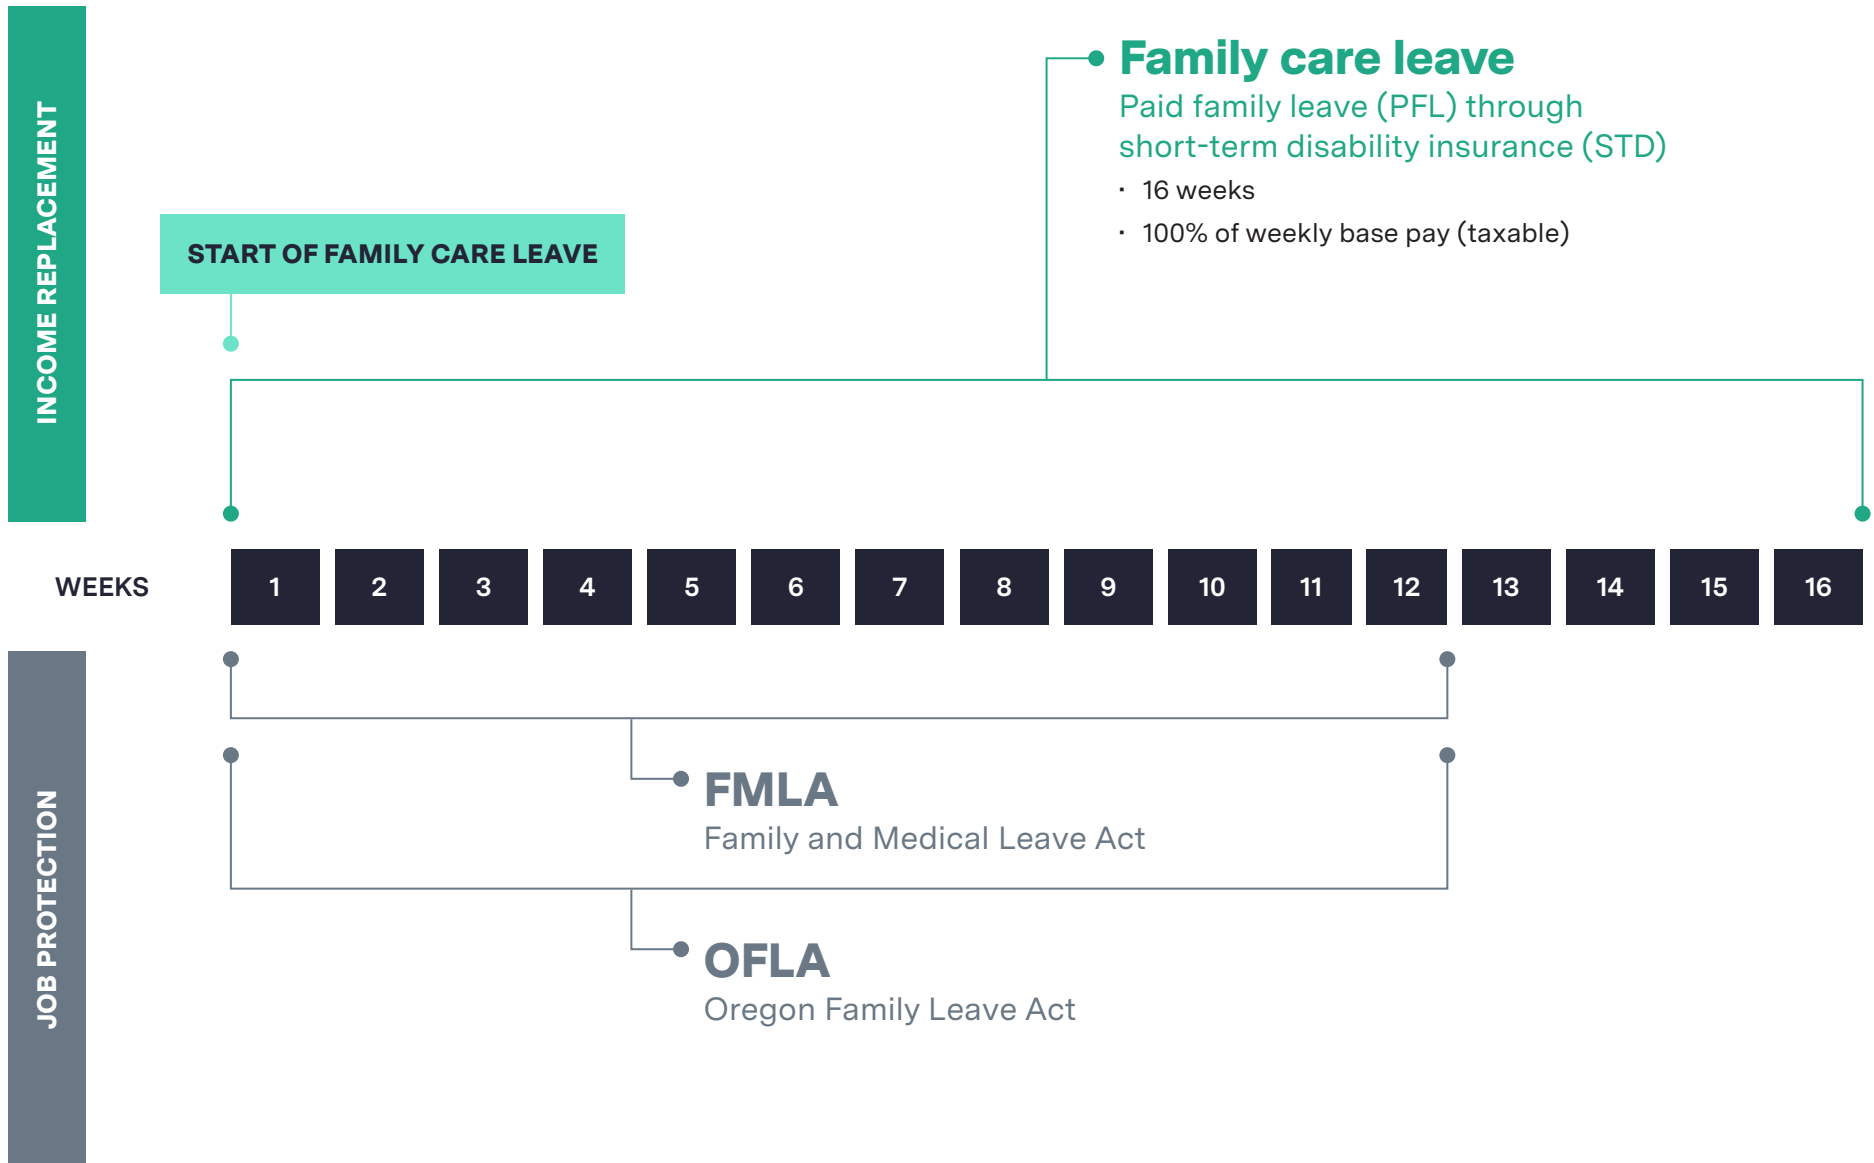 INCOME REPLACEMENT
Family care leave
Paid family leave (PFL) through
short-term disability insurance (STD)
· 16 weeks
· 100% of weekly base pay (taxable)
START OF FAMILY CARE LEAVE
WEEKS 1 2 3 4 5 6 7 8 9 10 11 12 13 14 15 16
JOB PROTECTION
FMLA
Family and Medical Leave Act
OFLA
Oregon Family Leave Act